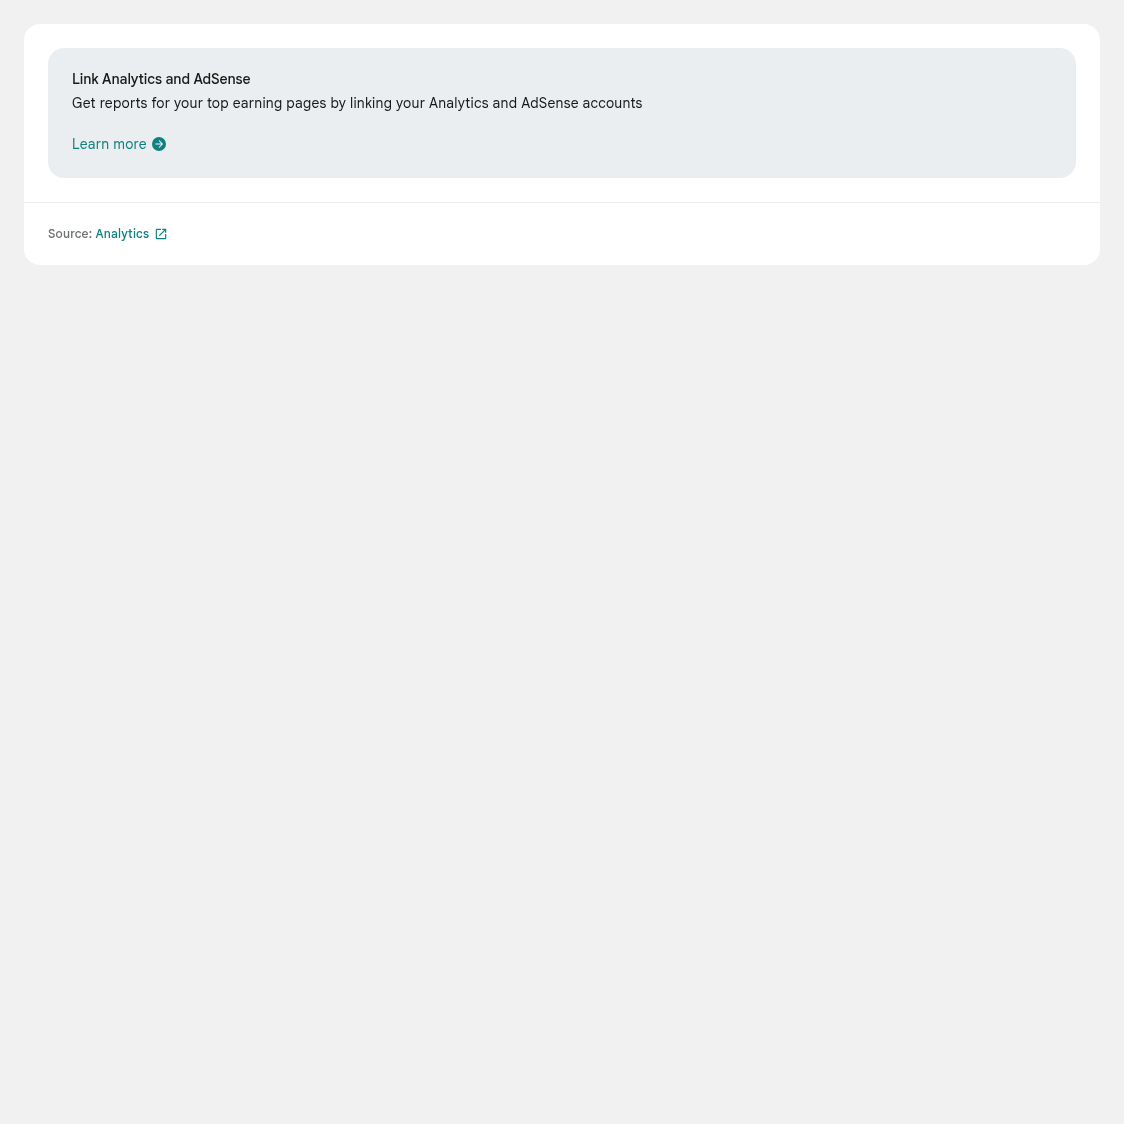 Link Analytics and AdSense
Get reports for your top earning pages by linking your Analytics and AdSense accounts
Learn more
Source: Analytics